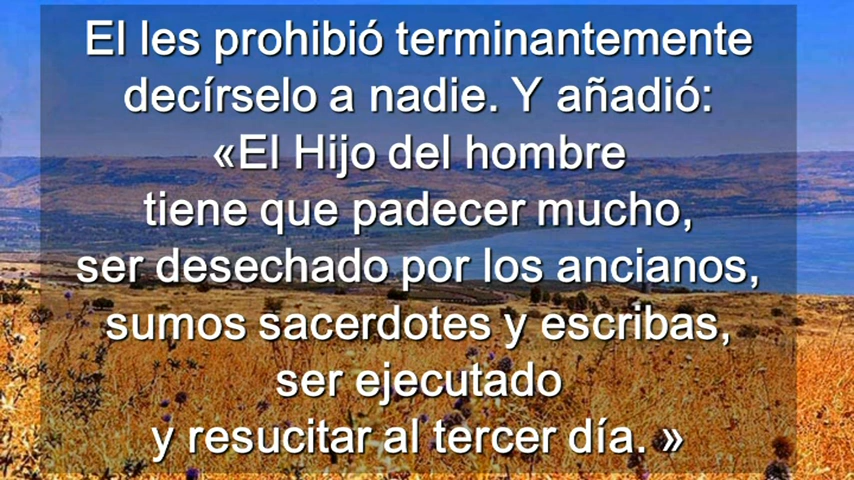 El les prohibió terminantemente
decírselo a nadie. Y añadió:
«El Hijo del hombre
tiene que padecer mucho,
ser desechado por los ancianos,
sumos sacerdotes y escribas,
ser ejecutado
y resucitar al tercer día. »